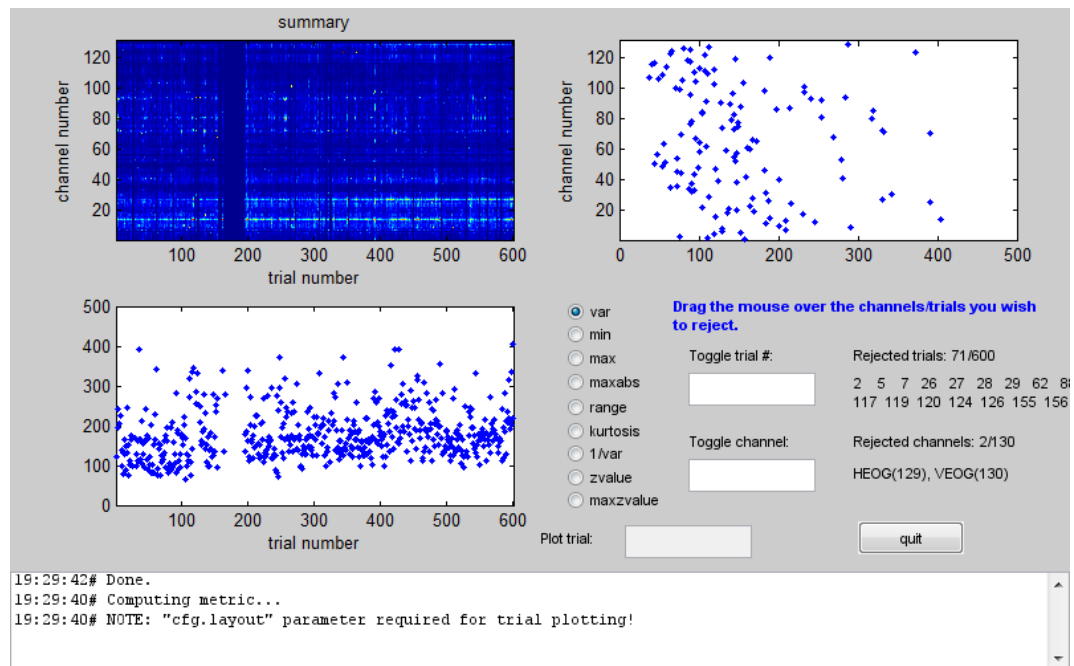 summary
channel number
120
100
80
60
40
20
100 200 300 400 500 600
trial number
channel number
120
100
80
60
40
20
0 100 200 300 400 500
500
400
300
200
100
0
100 200 300 400 500 600
trial number
var
min
max
maxabs
range
kurtosis
1/var
zvalue
maxzvalue
Drag the mouse over the channels/trials you wish
to reject.
Toggle trial #:
Rejected trials: 71/600
2 5 7 26 27 28 29 62
117 119 120 124 126 155 156
Toggle channel:
Rejected channels: 2/130
HEOG(129), VEOG(130)
Plot trial:
quit
19:29:42# Done.
19:29:40# Computing metric...
19:29:40# NOTE: "cfg.layout" parameter required for trial plotting!